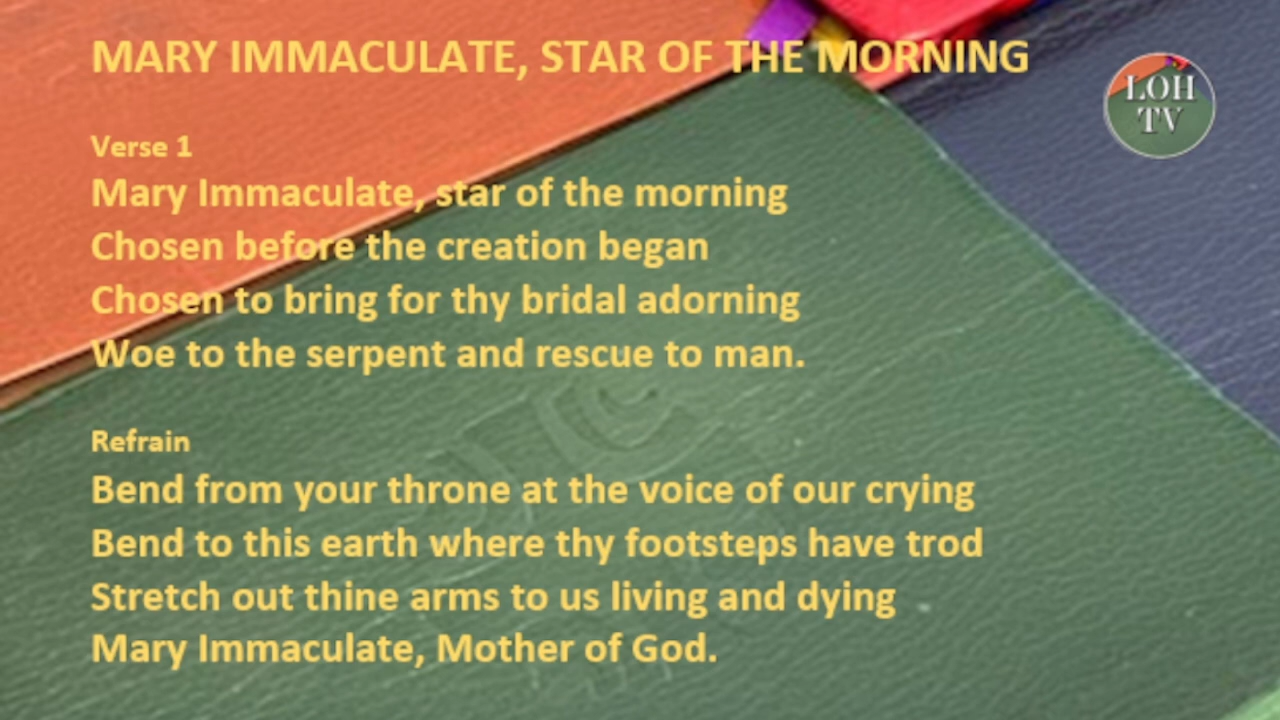 MARY IMMACULATE, STAR OF THE MORNING
LOH
TV
Verse 1
Mary Immaculate, star of the morning
Chosen before the creation began
Chosen to bring for thy bridal adorning
Woe to the serpent and rescue to man.
Refrain
Bend from your throne at the voice of our crying
Bend to this earth where thy footsteps have trod
Stretch out thine arms to us living and dying
Mary Immaculate, Mother of God.